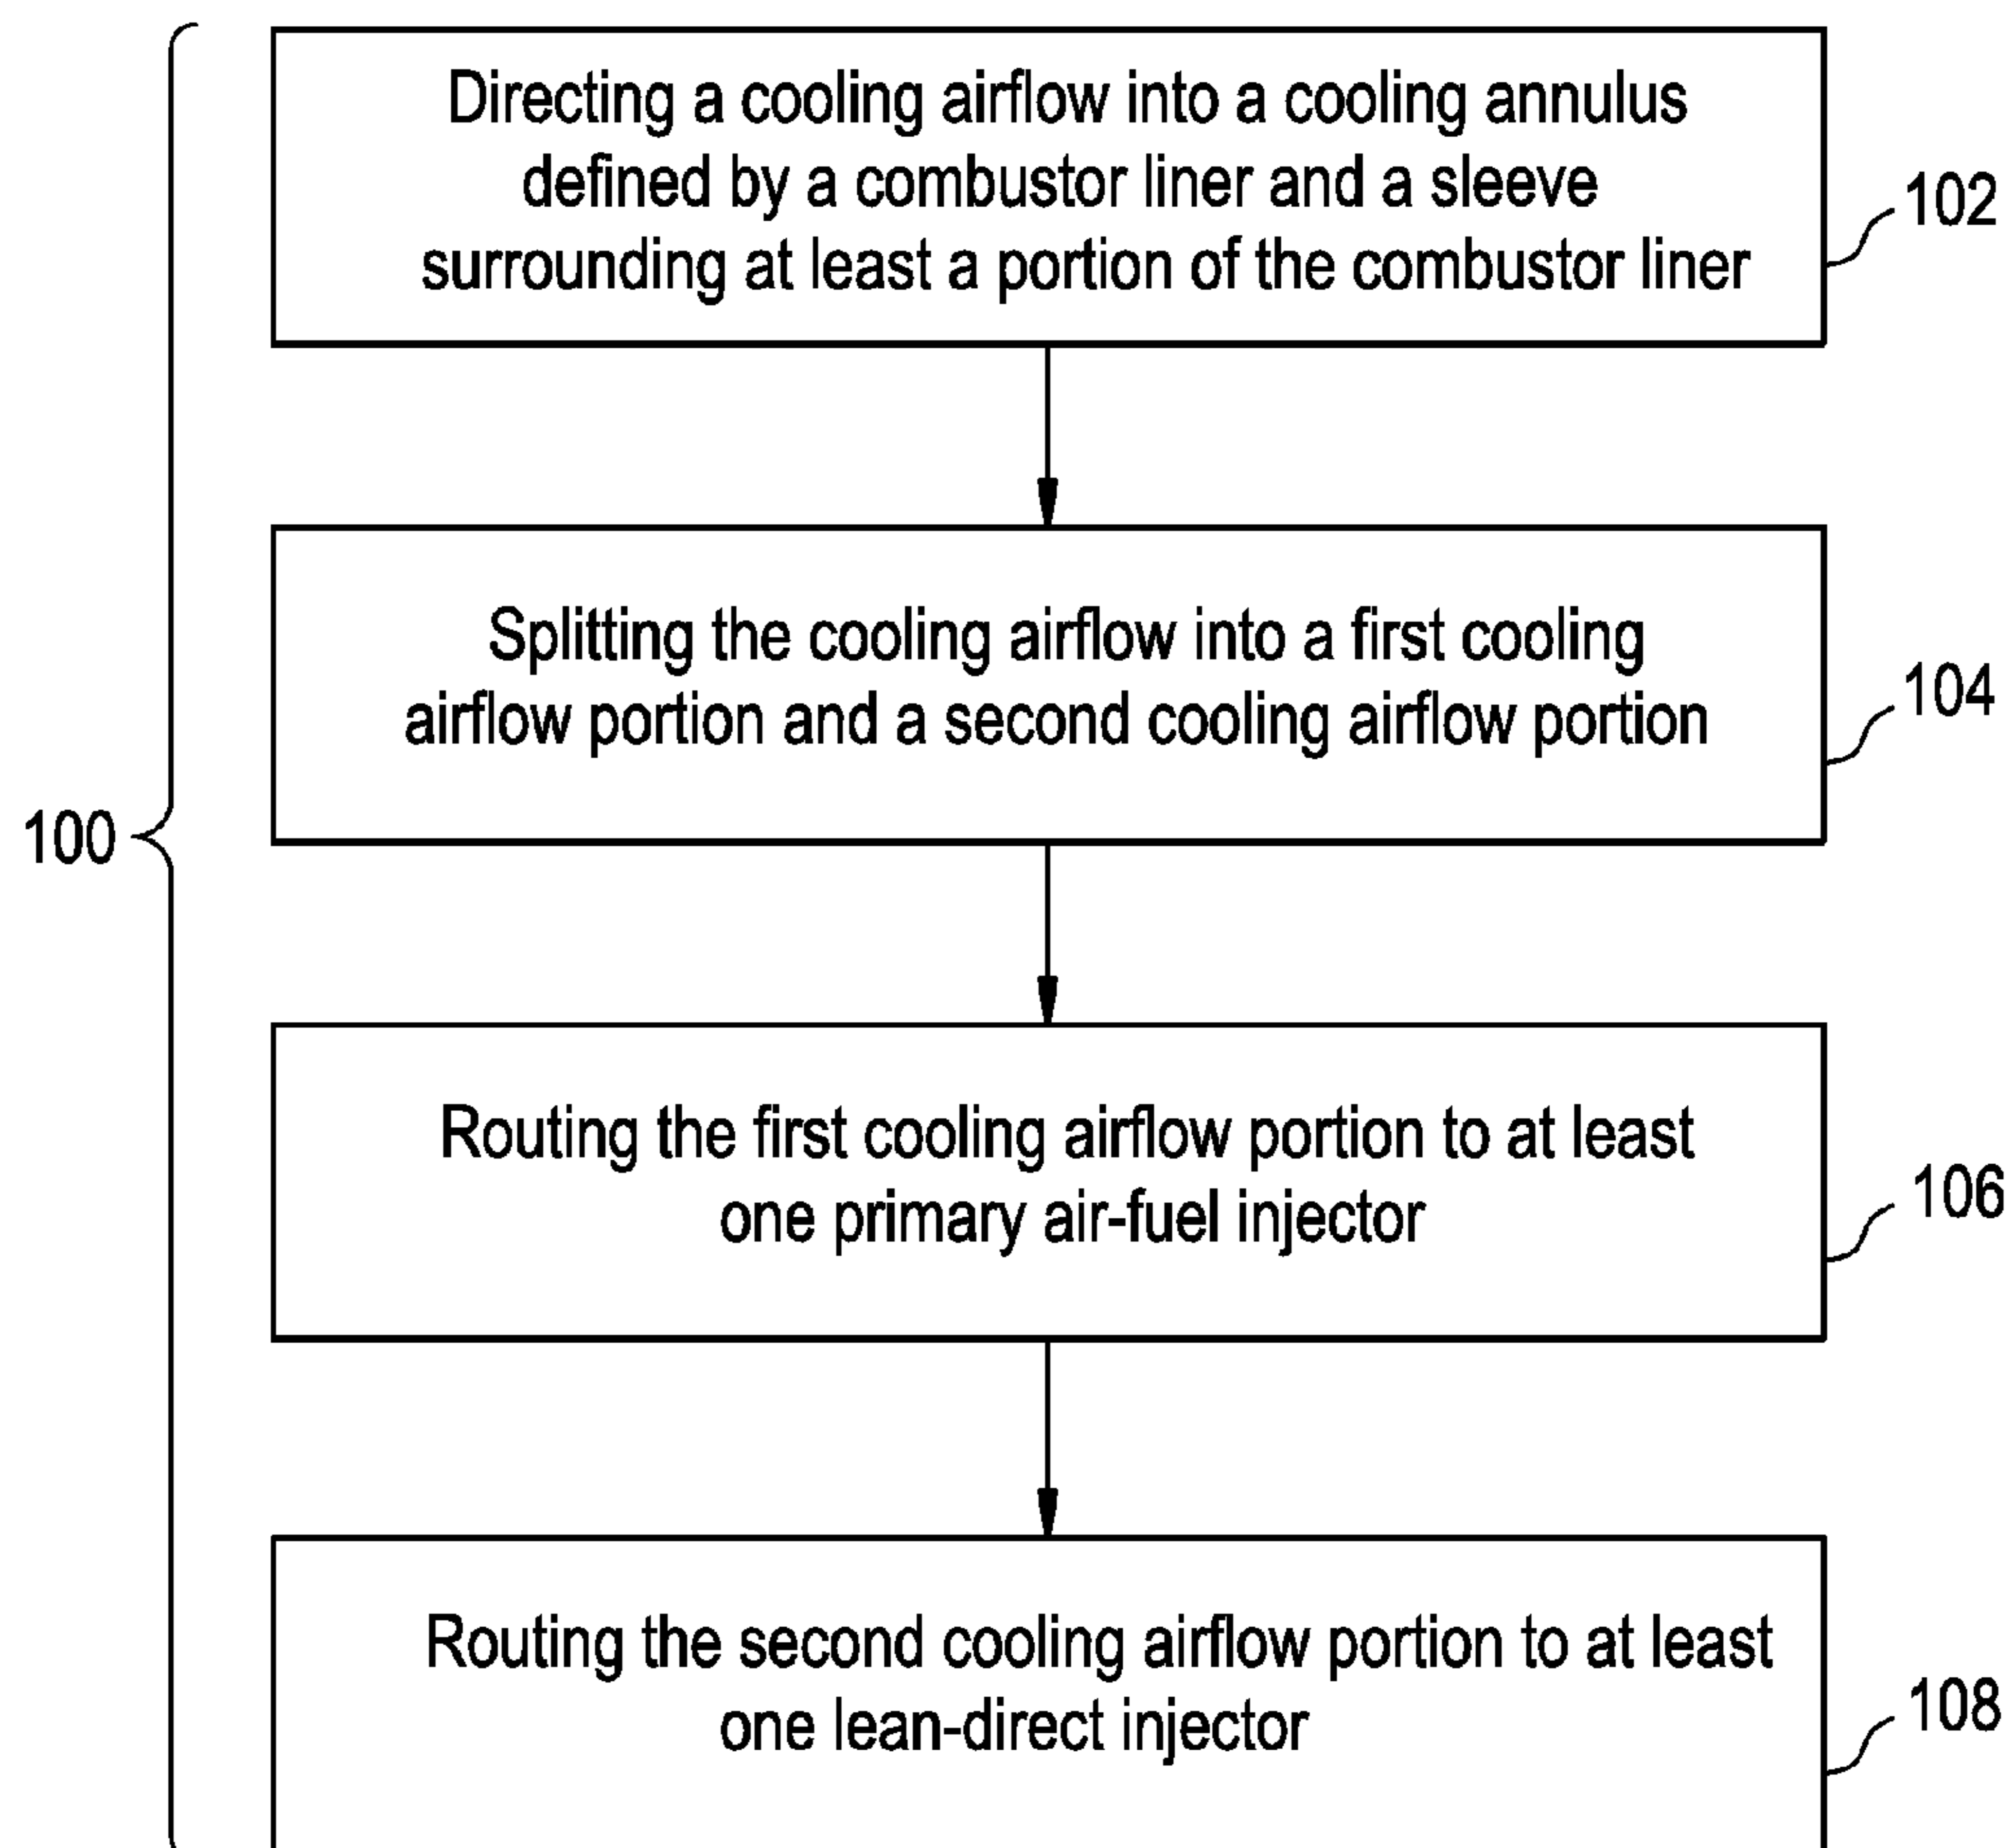 Directing a cooling airflow into a cooling annulus
defined by a combustor liner and a sleeve
surrounding at least a portion of the combustor liner
102
Splitting the cooling airflow into a first cooling
airflow portion and a second cooling airflow portion
104
100
Routing the first cooling airflow portion to at least
one primary air-fuel injector
106
Routing the second cooling airflow portion to at least
one lean-direct injector
108